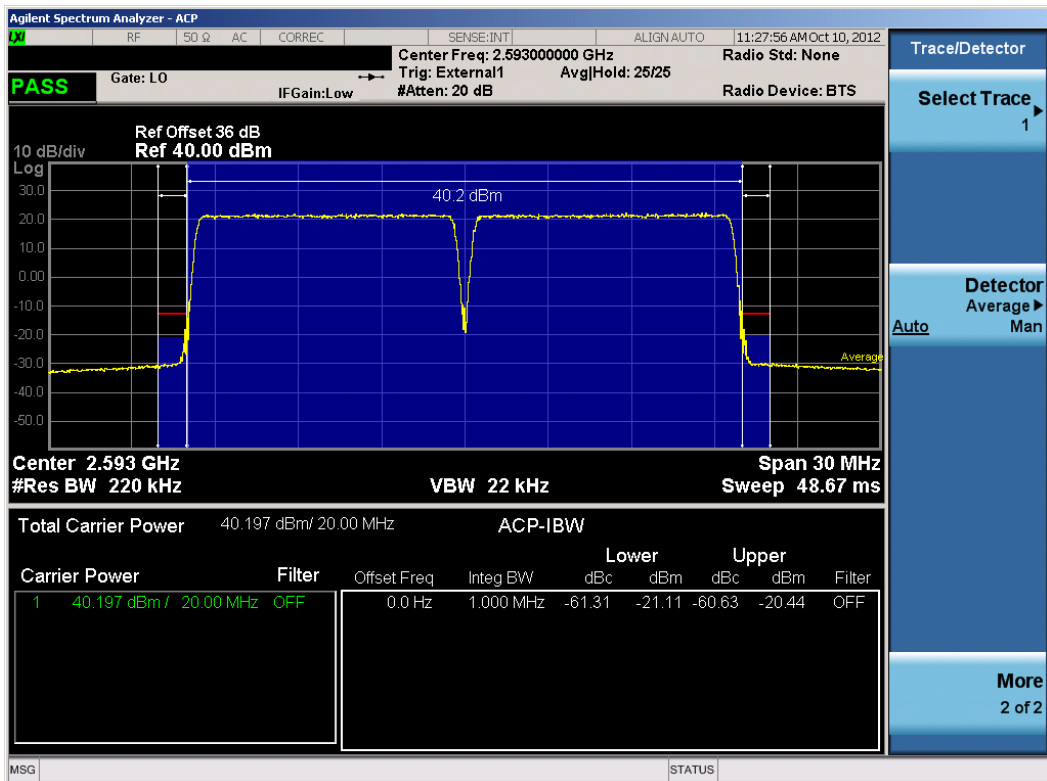 Agilent Spectrum Analyzer - ACP
LXI RF 50 Ω AC CORREC SENSE:INT ALIGN AUTO 11:27:56 AM Oct 10, 2012
Trace/Detector
PASS
Gate: LO
IFGain:Low
Center Freq: 2.593000000 GHz
Trig: External1 Avg|Hold: 25/25
#Atten: 20 dB
Radio Std: None
Radio Device: BTS
Select Trace
1
Ref Offset 36 dB
10 dB/div Ref 40.00 dBm
Log
30.0
40.2 dBm
20.0
10.0
0.00
-10.0
-20.0
-30.0
Average
-40.0
-50.0
Detector
Average
Auto Man
Center 2.593 GHz Span 30 MHz
#Res BW 220 kHz VBW 22 kHz Sweep 48.67 ms
Total Carrier Power 40.197 dBm/ 20.00 MHz ACP-IBW
Lower Upper
Carrier Power Filter Offset Freq Integ BW dBc dBm dBc dBm Filter
1 40.197 dBm / 20.00 MHz OFF 0.0 Hz 1.000 MHz -61.31 -21.11 -60.63 -20.44 OFF
More
2 of 2
MSG STATUS